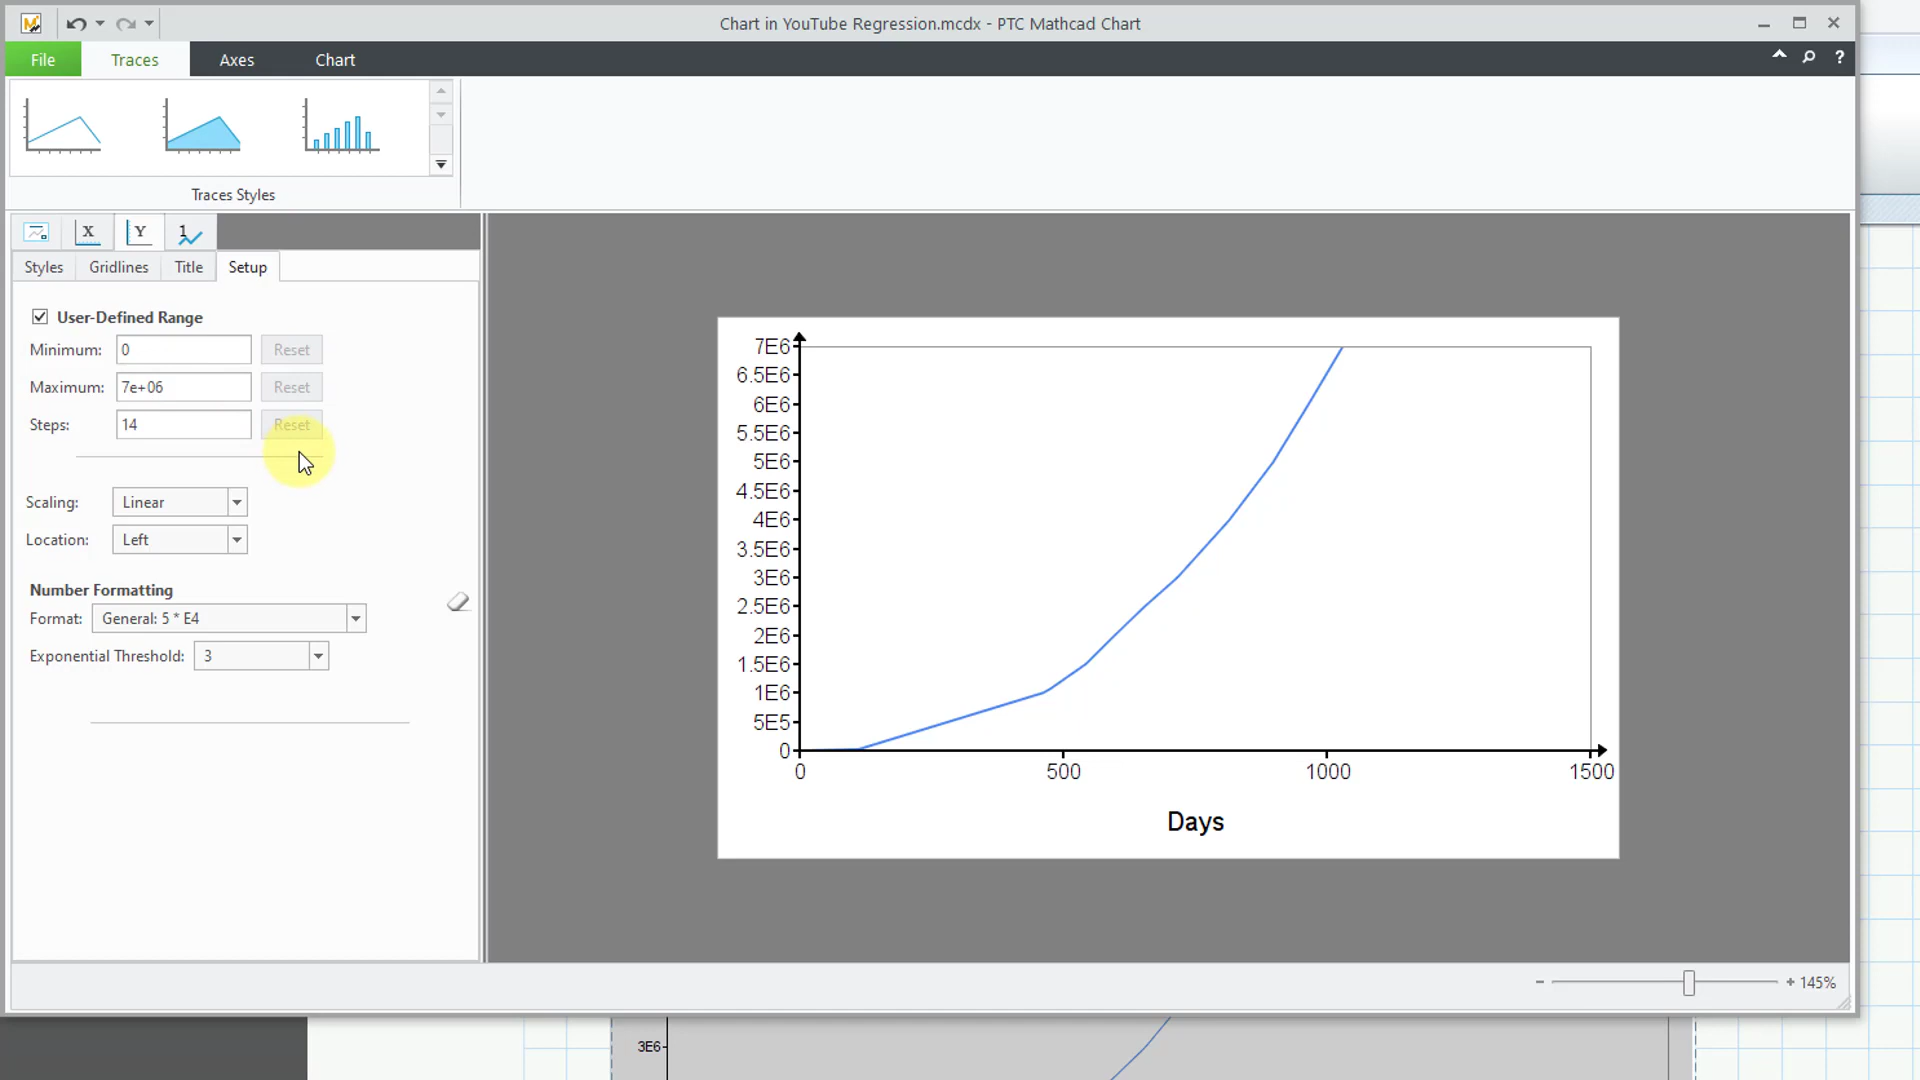 Chart in YouTube Regression.mcdx - PTC Mathcad Chart
File Traces Axes Chart ?
Traces Styles
X Y 1
Styles Gridlines Title Setup
User-Defined Range
Minimum: 0 Reset
Maximum: 7e+06 Reset
Steps: 14 Reset
Scaling: Linear
Location: Left
Number Formatting
Format: General: 5 * E4
Exponential Threshold: 3
7E6
6.5E6
6E6
5.5E6
5E6
4.5E6
4E6
3.5E6
3E6
2.5E6
2E6
1.5E6
1E6
5E5
0
0 500 1000 1500
Days
- + 145%
3E6